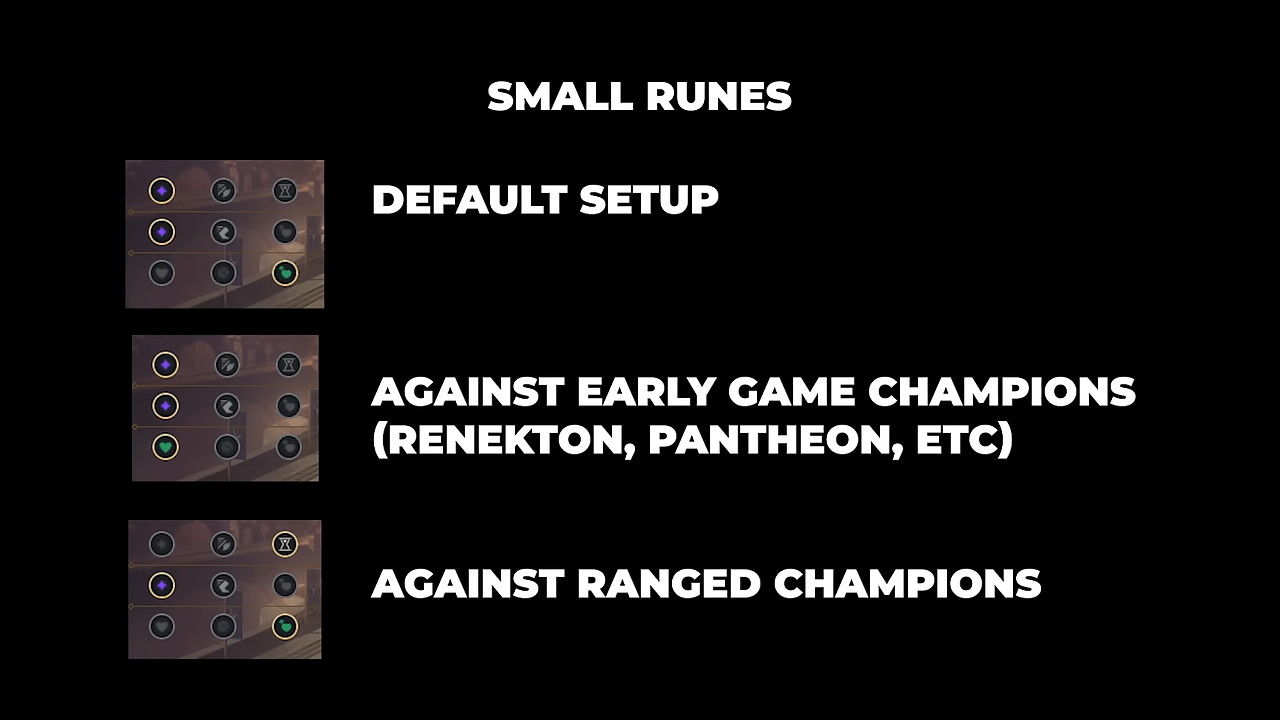 SMALL RUNES
DEFAULT SETUP
AGAINST EARLY GAME CHAMPIONS
(RENEKTON, PANTHEON, ETC)
AGAINST RANGED CHAMPIONS